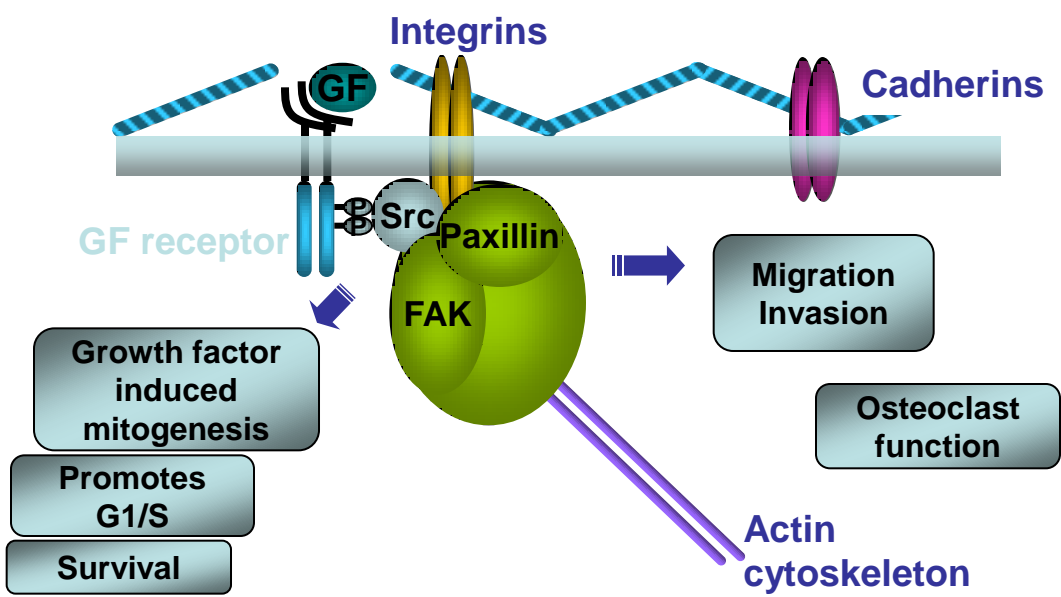 Integrins
GF
Cadherins
P
P
Src
Paxillin
GF receptor
FAK
Migration
Invasion
Growth factor
induced
mitogenesis
Osteoclast
function
Promotes
G1/S
Survival
Actin
cytoskeleton